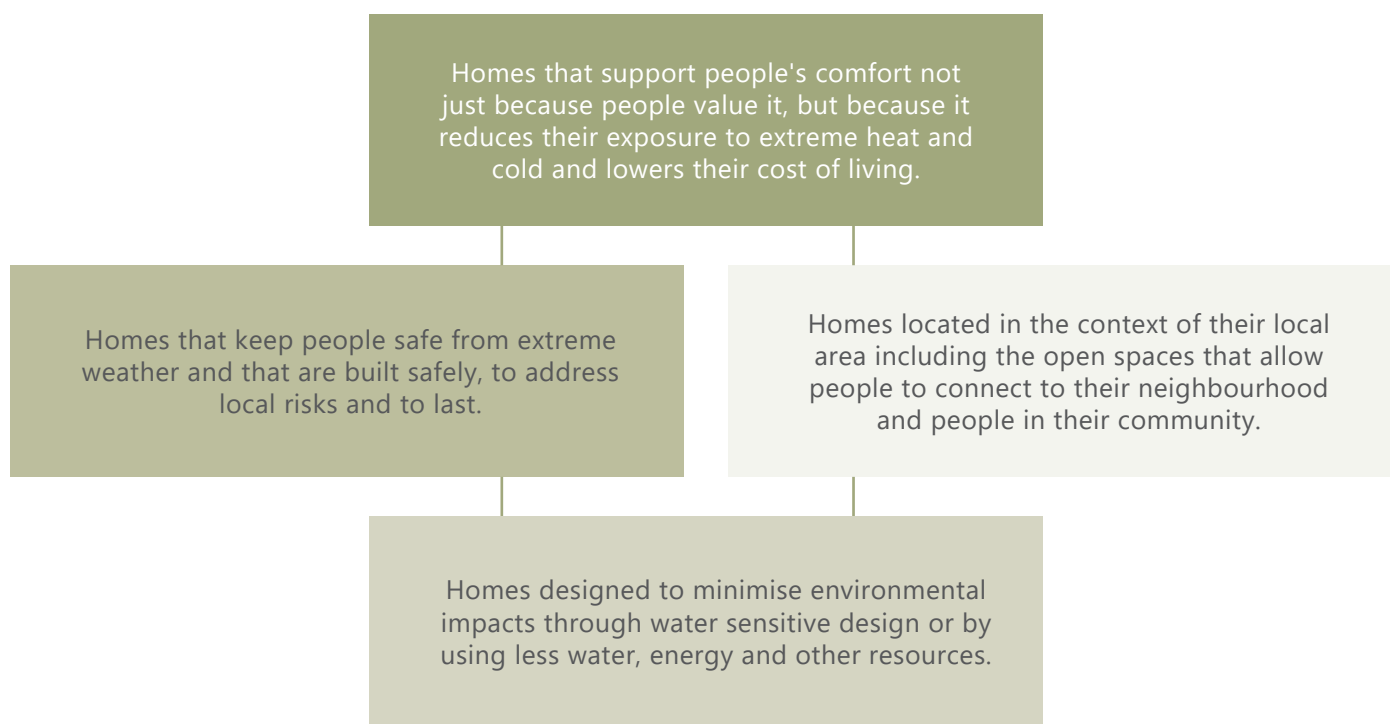 Homes that support people's comfort not
just because people value it, but because it
reduces their exposure to extreme heat and
cold and lowers their cost of living.
Homes that keep people safe from extreme
weather and that are built safely, to address
local risks and to last.
Homes located in the context of their local
area including the open spaces that allow
people to connect to their neighbourhood
and people in their community.
Homes designed to minimise environmental
impacts through water sensitive design or by
using less water, energy and other resources.